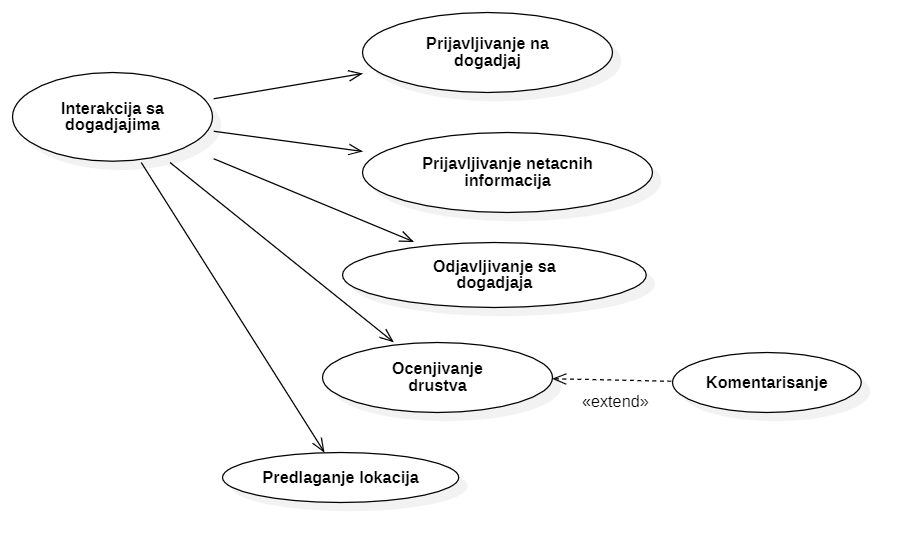 Prijavljivanje na
dogadjaj
Interakcija sa
dogadjajima
Prijavljivanje netacnih
informacija
Odjavljivanje sa
dogadjaja
Ocenjivanje
drustva
Komentarisanje
«extend»
Predlaganje lokacija